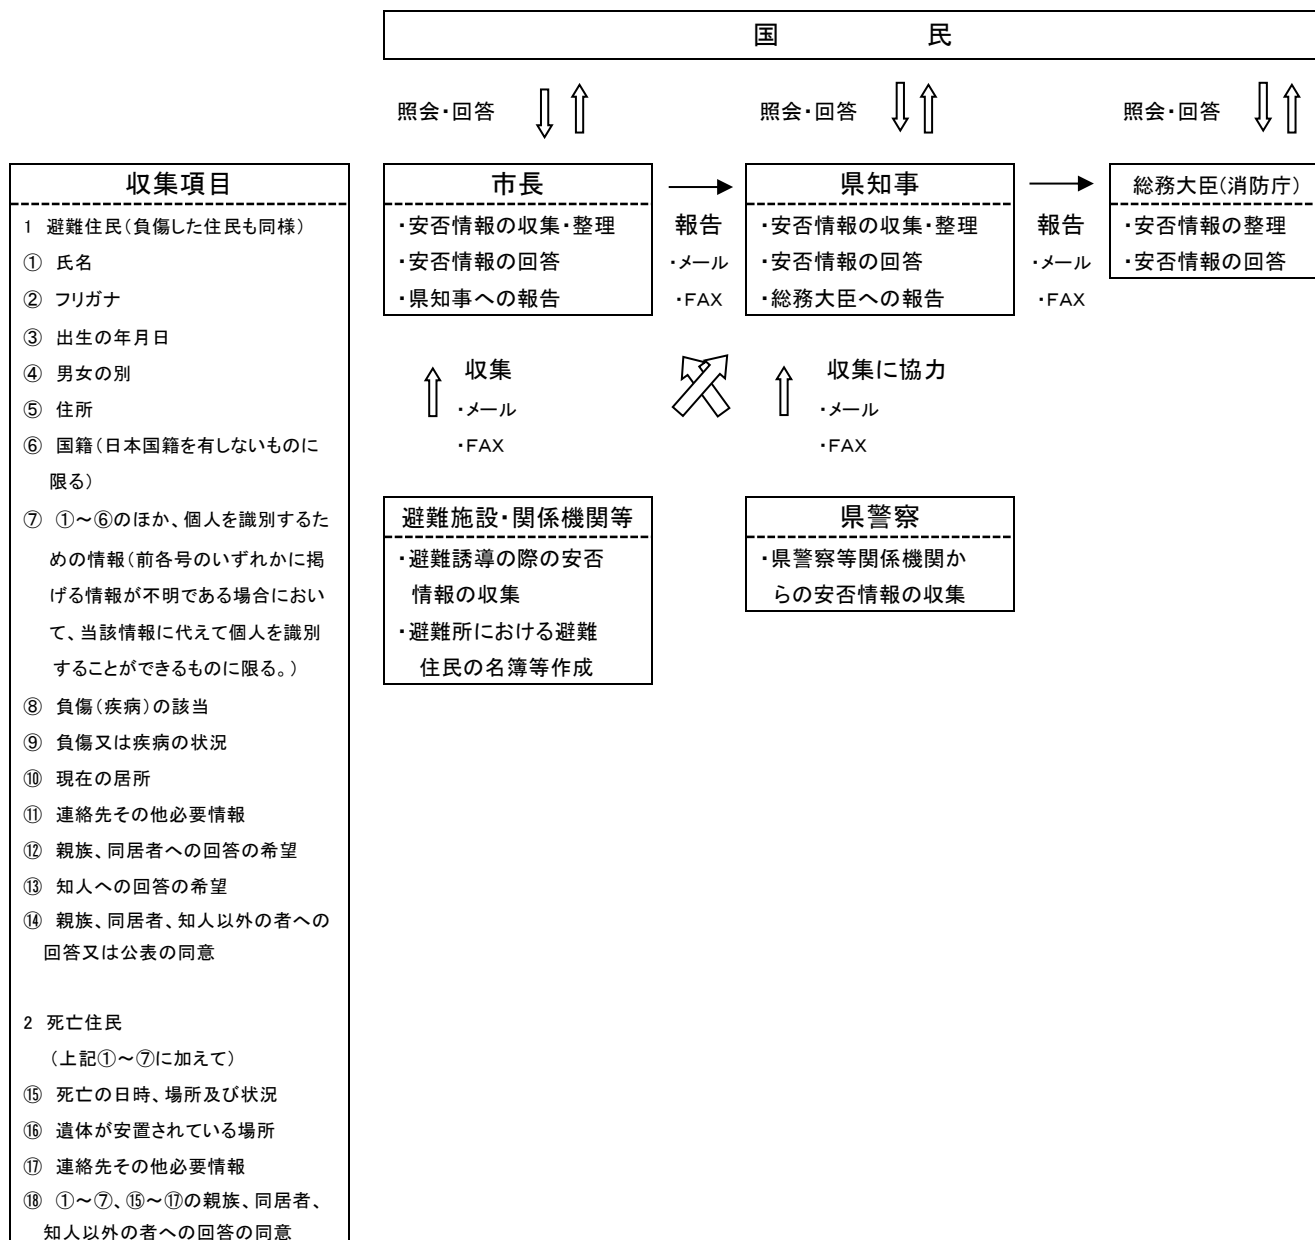 国 民
照会・回答
照会・回答
照会・回答
収集項目
1 避難住民（負傷した住民も同様）
① 氏名
② フリガナ
③ 出生の年月日
④ 男女の別
⑤ 住所
⑥ 国籍（日本国籍を有しないものに
限る）
⑦ ①～⑥のほか、個人を識別するた
めの情報（前各号のいずれかに掲
げる情報が不明である場合におい
て、当該情報に代えて個人を識別
することができるものに限る。）
⑧ 負傷（疾病）の該当
⑨ 負傷又は疾病の状況
⑩ 現在の居所
⑪ 連絡先その他必要情報
⑫ 親族、同居者への回答の希望
⑬ 知人への回答の希望
⑭ 親族、同居者、知人以外の者への
回答又は公表の同意
2 死亡住民
（上記①～⑦に加えて）
⑮ 死亡の日時、場所及び状況
⑯ 遺体が安置されている場所
⑰ 連絡先その他必要情報
⑱ ①～⑦、⑮～⑰の親族、同居者、
知人以外の者への回答の同意
市長
・安否情報の収集・整理
・安否情報の回答
・県知事への報告
報告
・メール
・FAX
県知事
・安否情報の収集・整理
・安否情報の回答
・総務大臣への報告
報告
・メール
・FAX
総務大臣(消防庁)
・安否情報の整理
・安否情報の回答
収集
・メール
・FAX
収集に協力
・メール
・FAX
避難施設・関係機関等
・避難誘導の際の安否
情報の収集
・避難所における避難
住民の名簿等作成
県警察
・県警察等関係機関か
らの安否情報の収集